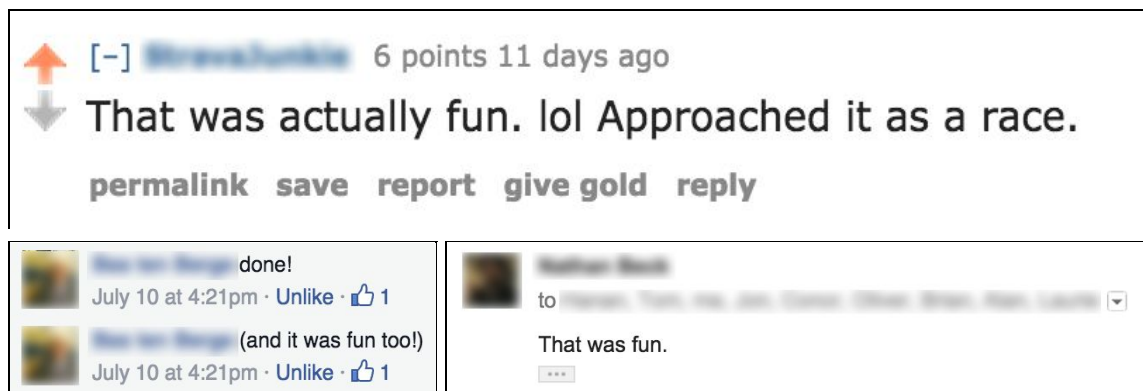 [-] 6 points 11 days ago
That was actually fun. lol Approached it as a race.
permalink save report give gold reply
done!
July 10 at 4:21pm · Unlike · 1
(and it was fun too!)
July 10 at 4:21pm · Unlike · 1
to
That was fun.